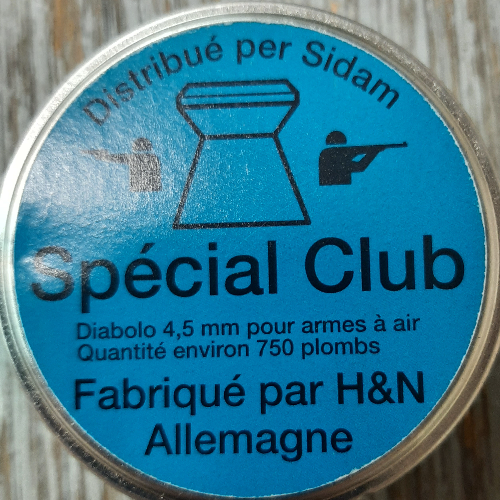 Distribué per Sidam
Spécial Club
Diabolo 4,5 mm pour armes à air
Quantité environ 750 plombs
Fabriqué par H&N
Allemagne